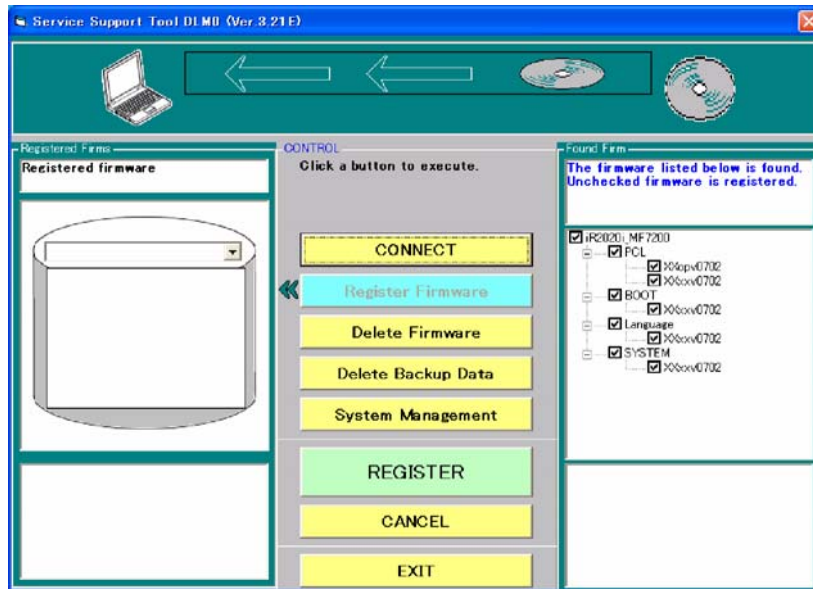 Service Support Tool DLM0 (Ver.3.21E)
Registered Firms
Registered firmware
CONTROL
Click a button to execute.
CONNECT
Register Firmware
Delete Firmware
Delete Backup Data
System Management
REGISTER
CANCEL
EXIT
Found Firm
The firmware listed below is found.
Unchecked firmware is registered.
iR2020i_MF7200
PCL
XXopv0702
XXxxv0702
BOOT
XXxxv0702
Language
XXxxv0702
SYSTEM
XXxxv0702